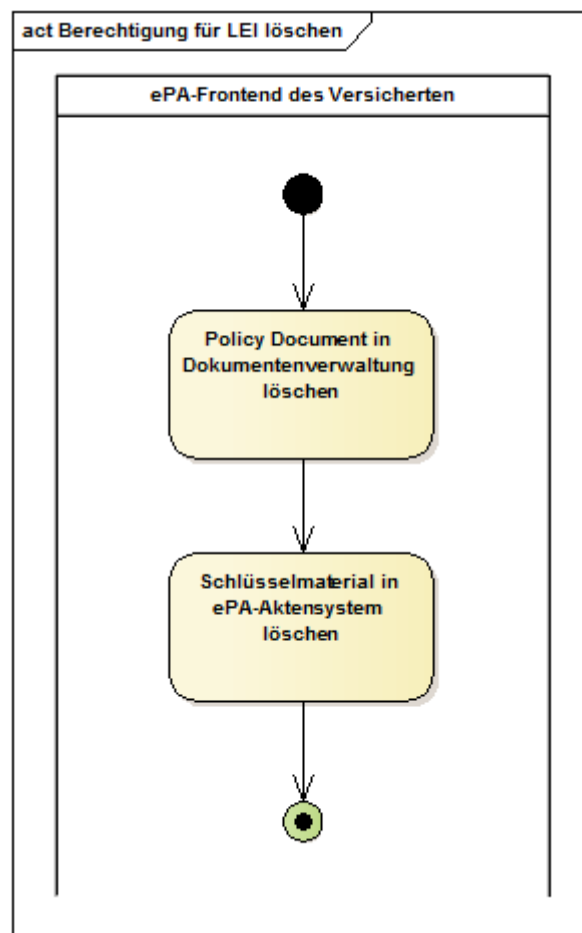 act Berechtigung für LEI löschen
ePA-Frontend des Versicherten
Policy Document in
Dokumentenverwaltung
löschen
Schlüsselmaterial in
ePA-Aktensystem
löschen